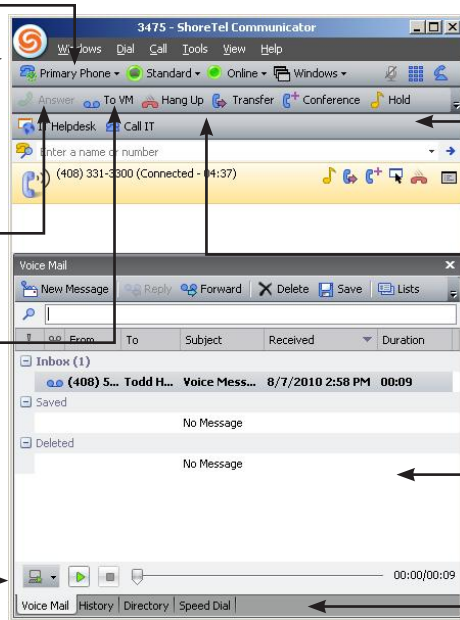 3475 - ShoreTel Communicator
Windows Dial Call Tools View Help
Primary Phone Standard Online Windows
Answer To VM Hang Up Transfer Conference Hold
IT Helpdesk Call IT
Enter a name or number
(408) 331-3300 (Connected - 04:37)
Voice Mail
New Message Reply Forward Delete Save Lists
! From To Subject Received Duration
Inbox (1)
(408) 5... Todd H... Voice Mess... 8/7/2010 2:58 PM 00:09
Saved
No Message
Deleted
No Message
00:00/00:09
Voice Mail History Directory Speed Dial